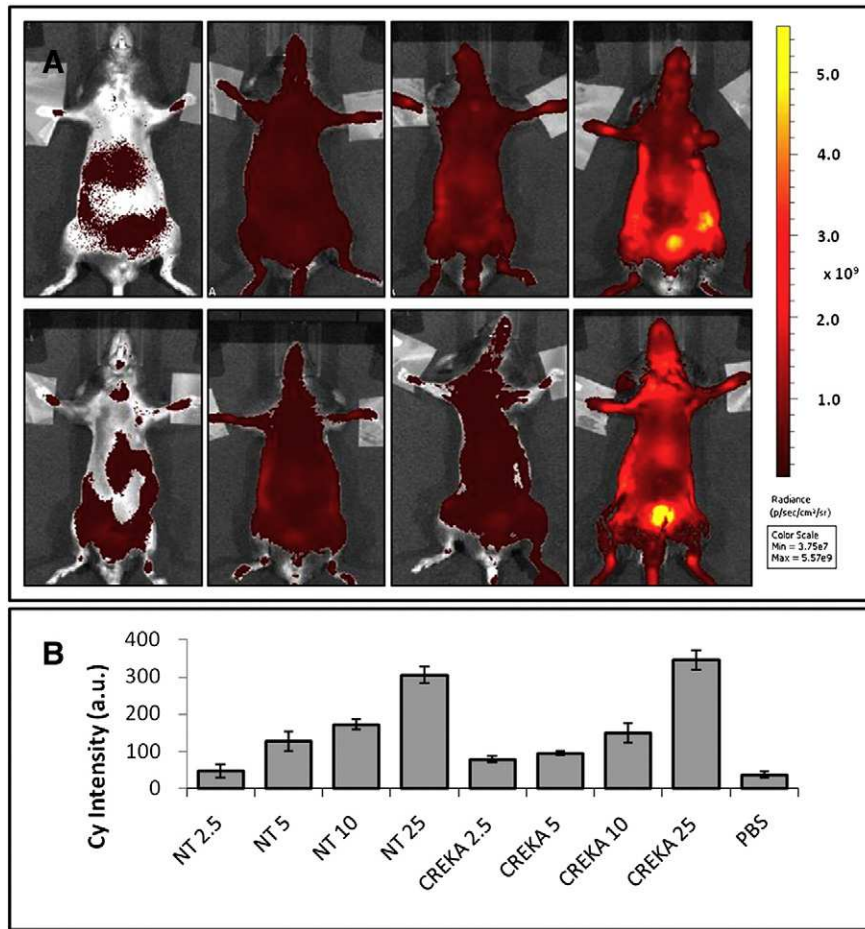 A
5.0
4.0
3.0
x 10⁹
2.0
1.0
Radiance
(p/sec/cm²/sr)
Color Scale
Min = 3.75e7
Max = 5.57e9
A
B
Cy Intensity (a.u.)
400
300
200
100
0
NT 2.5
NT 5
NT 10
NT 25
CREKA 2.5
CREKA 5
CREKA 10
CREKA 25
PBS